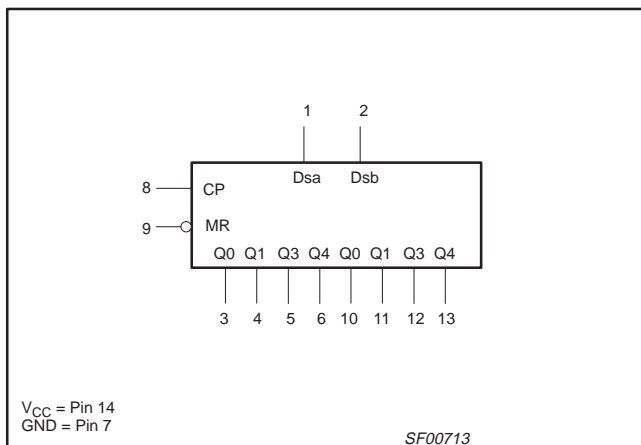 1 2
Dsa Dsb
8 CP
9 MR
Q0 Q1 Q3 Q4 Q0 Q1 Q3 Q4
3 4 5 6 10 11 12 13
VCC = Pin 14
GND = Pin 7
SF00713